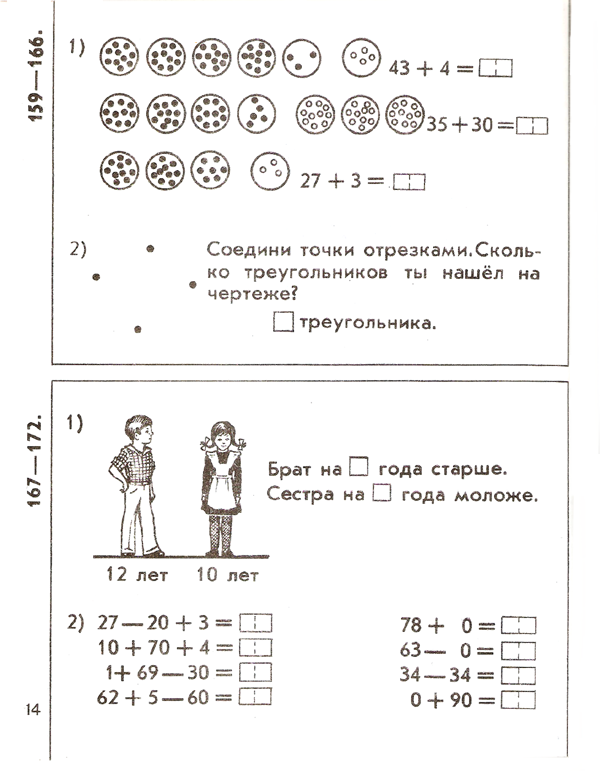 159—166.
1)
43 + 4 =
35 + 30 =
27 + 3 =
2)
Соедини точки отрезками. Сколь-
ко треугольников ты нашёл на
чертеже?
треугольника.
167—172.
1)
Брат на года старше.
Сестра на года моложе.
12 лет 10 лет
2) 27 — 20 + 3 =
10 + 70 + 4 =
1 + 69 — 30 =
62 + 5 — 60 =
78 + 0 =
63 — 0 =
34 — 34 =
0 + 90 =
14